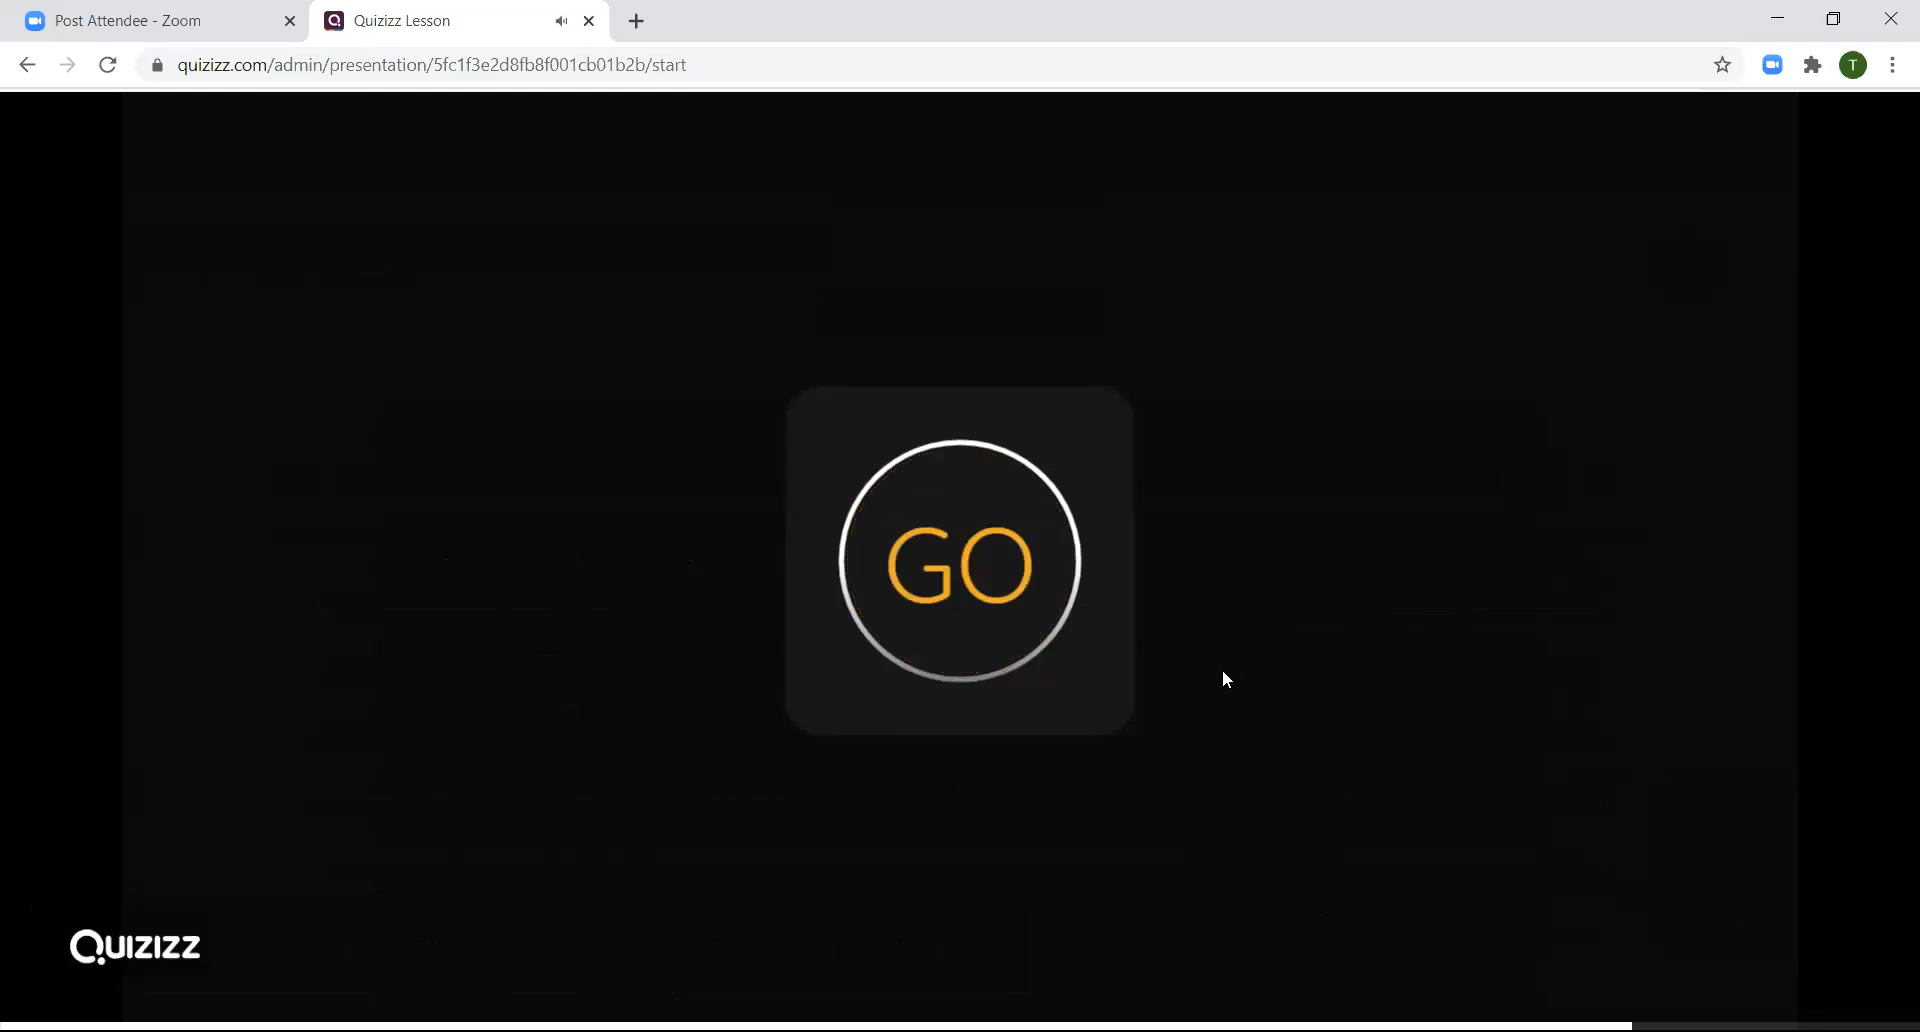 Post Attendee - Zoom
Quizizz Lesson
quizizz.com/admin/presentation/5fc1f3e2d8fb8f001cb01b2b/start
T
GO
QUIZIZZ